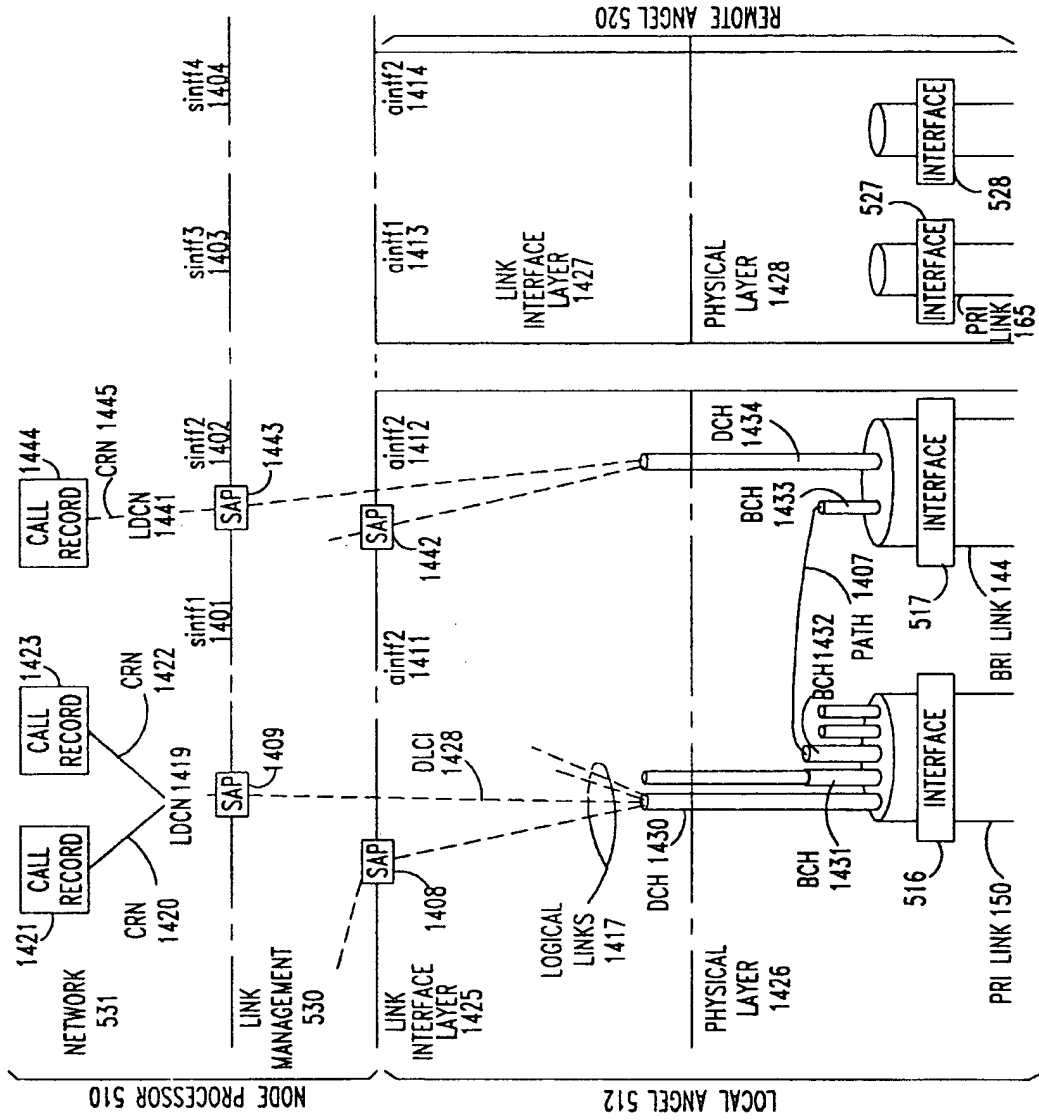 NODE PROCESSOR 510
NETWORK
531
1421
CALL
RECORD
CRN
1420
CALL
RECORD
1423
CRN
1422
LDCN 1419
CALL
RECORD
1444
CRN 1445
LDCN
1441
LINK
MANAGEMENT
530
SAP
1409
sintf1
1401
SAP
1443
sintf2
1402
sintf3
1403
sintf4
1404
LOCAL ANGEL 512
LINK
INTERFACE
LAYER
1425
SAP
1408
DLCI
1428
aintf2
1411
SAP
1442
aintf2
1412
LOGICAL
LINKS
1417
DCH 1430
PHYSICAL
LAYER
1426
BCH
1431
BCH 1432
PATH 1407
BCH
1433
DCH
1434
INTERFACE
516
PRI LINK 150
INTERFACE
517
BRI LINK 144
REMOTE ANGEL 520
aintf1
1413
aintf2
1414
LINK
INTERFACE
LAYER
1427
PHYSICAL
LAYER
1428
INTERFACE
527
PRI
LINK
165
INTERFACE
528